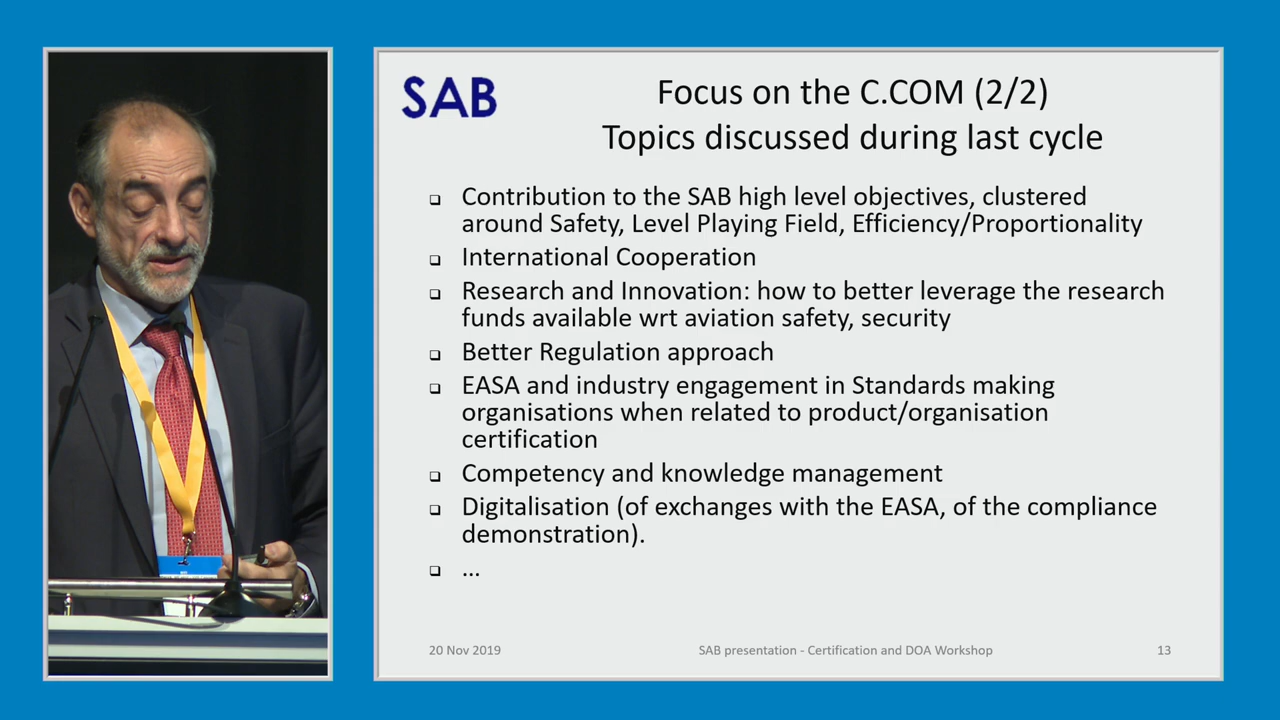 SAB
Focus on the C.COM (2/2)
Topics discussed during last cycle
❑ Contribution to the SAB high level objectives, clustered
around Safety, Level Playing Field, Efficiency/Proportionality
❑ International Cooperation
❑ Research and Innovation: how to better leverage the research
funds available wrt aviation safety, security
❑ Better Regulation approach
❑ EASA and industry engagement in Standards making
organisations when related to product/organisation
certification
❑ Competency and knowledge management
❑ Digitalisation (of exchanges with the EASA, of the compliance
demonstration).
❑ ...
20 Nov 2019
SAB presentation - Certification and DOA Workshop
13